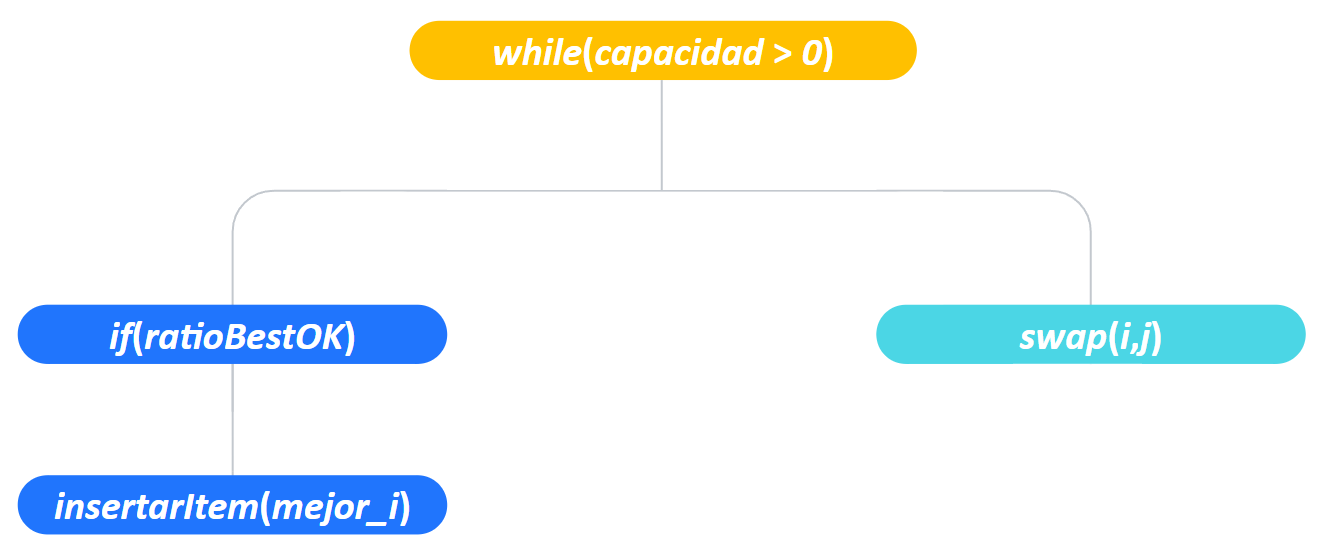 while(capacidad > 0)
if(ratioBestOK)
swap(i,j)
insertarItem(mejor_i)